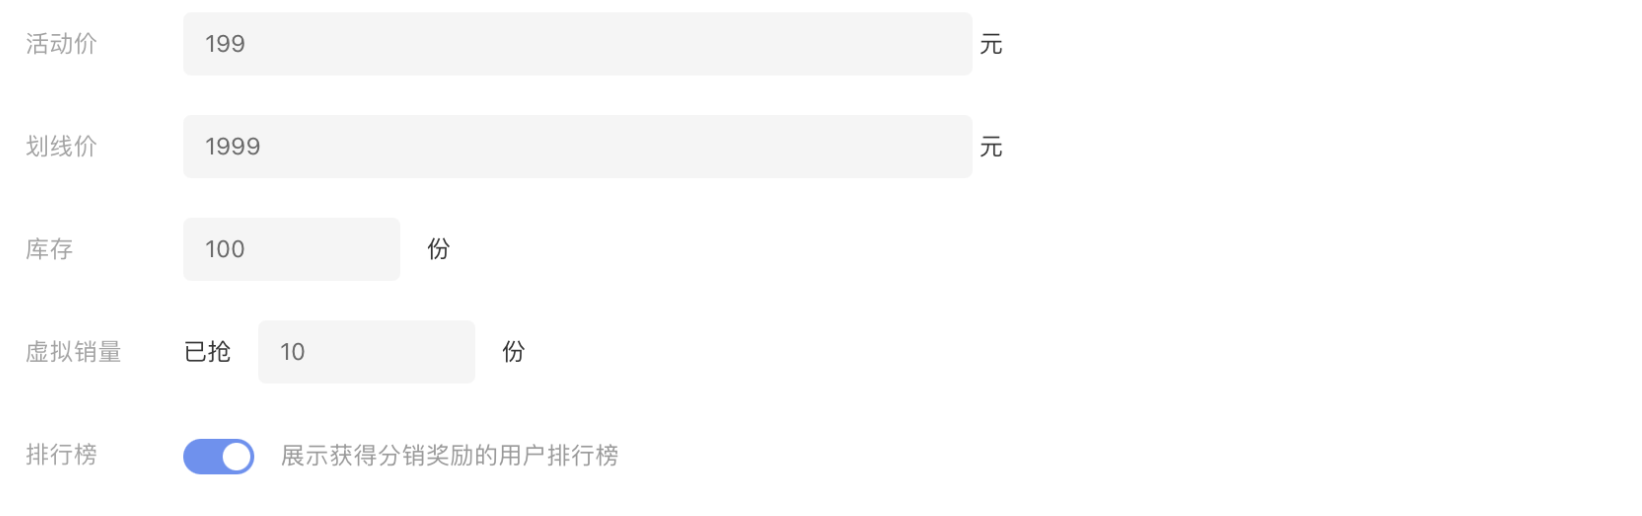 活动价 199 元
划线价 1999 元
库存 100 份
虚拟销量 已抢 10 份
排行榜 展示获得分销奖励的用户排行榜